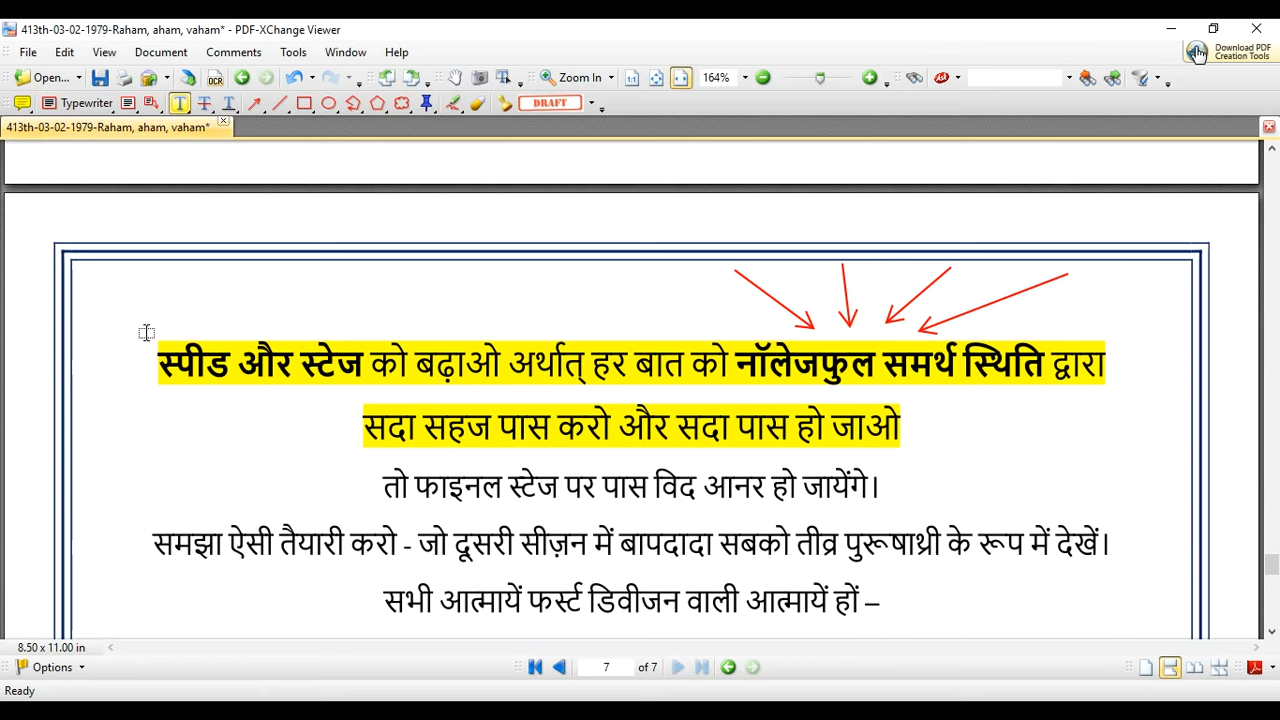 413th-03-02-1979-Raham, aham, vaham* - PDF-XChange Viewer
File Edit View Document Comments Tools Window Help
Download PDF
Creation Tools
Open... OCR Zoom In 1:1 164%
Typewriter T T T DRAFT
413th-03-02-1979-Raham, aham, vaham*
स्पीड और स्टेज को बढ़ाओ अर्थात् हर बात को नॉलेजफुल समर्थ स्थिति द्वारा
सदा सहज पास करो और सदा पास हो जाओ
तो फाइनल स्टेज पर पास विद आनर हो जायेंगे।
समझा ऐसी तैयारी करो - जो दूसरी सीज़न में बापदादा सबको तीव्र पुरूषाथ्री के रूप में देखें।
सभी आत्मायें फर्स्ट डिवीजन वाली आत्मायें हों –
8.50 x 11.00 in
Options 7 of 7
Ready